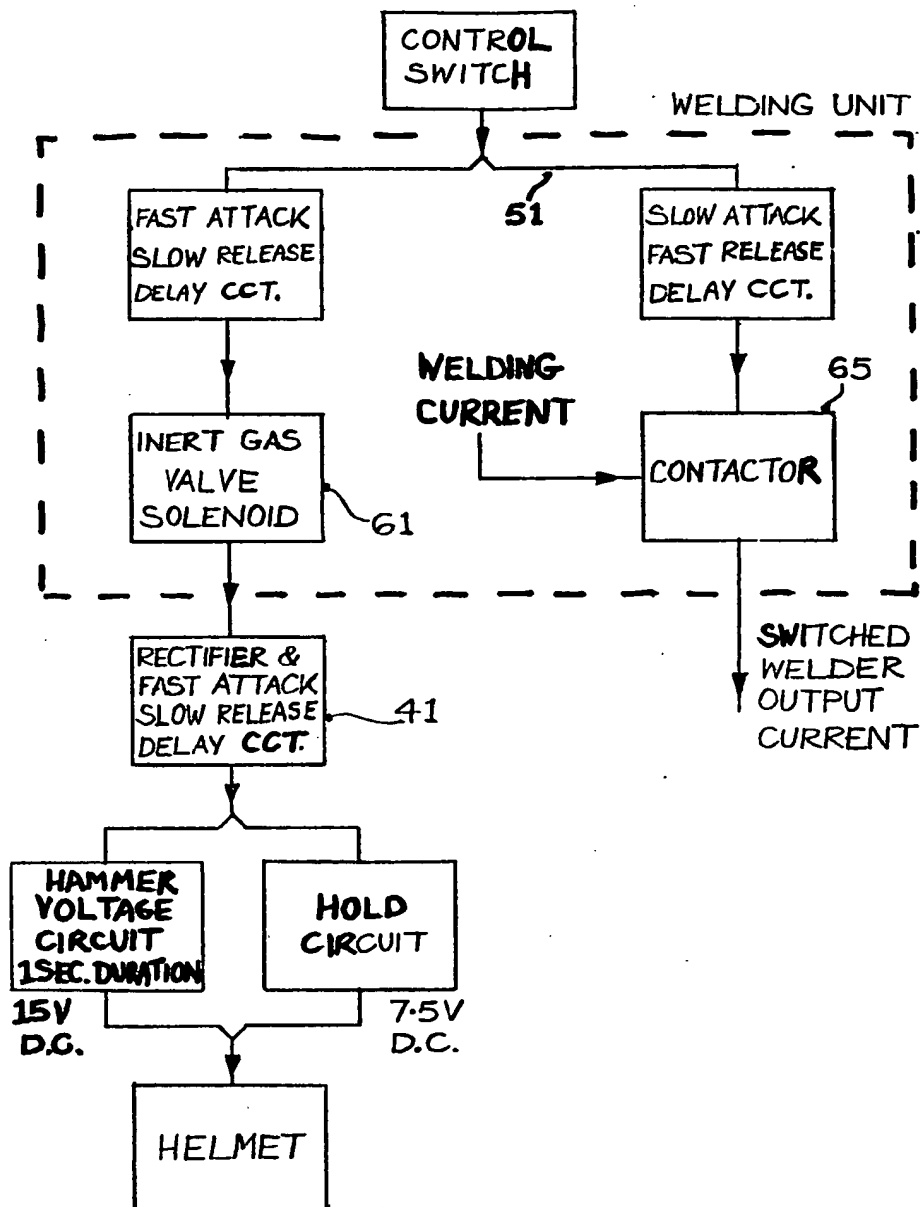 CONTROL
SWITCH
WELDING UNIT
51
FAST ATTACK
SLOW RELEASE
DELAY CCT.
SLOW ATTACK
FAST RELEASE
DELAY CCT.
WELDING
CURRENT
65
INERT GAS
VALVE
SOLENOID
61
CONTACTOR
RECTIFIER &
FAST ATTACK
SLOW RELEASE
DELAY CCT.
41
SWITCHED
WELDER
OUTPUT
CURRENT
HAMMER
VOLTAGE
CIRCUIT
1SEC. DURATION
HOLD
CIRCUIT
15V
D.C.
7.5V
D.C.
HELMET